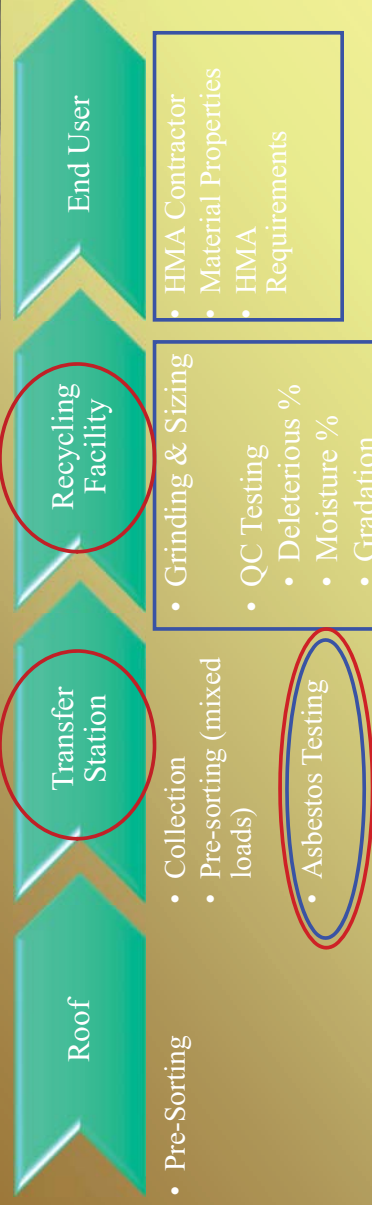 Roof
Transfer
Station
Recycling
Facility
End User
• Pre-Sorting
• Collection
• Pre-sorting (mixed
loads)
• Asbestos Testing
• Grinding & Sizing
• QC Testing
• Deleterious %
• Moisture %
• Gradation
• HMA Contractor
• Material Properties
• HMA
Requirements